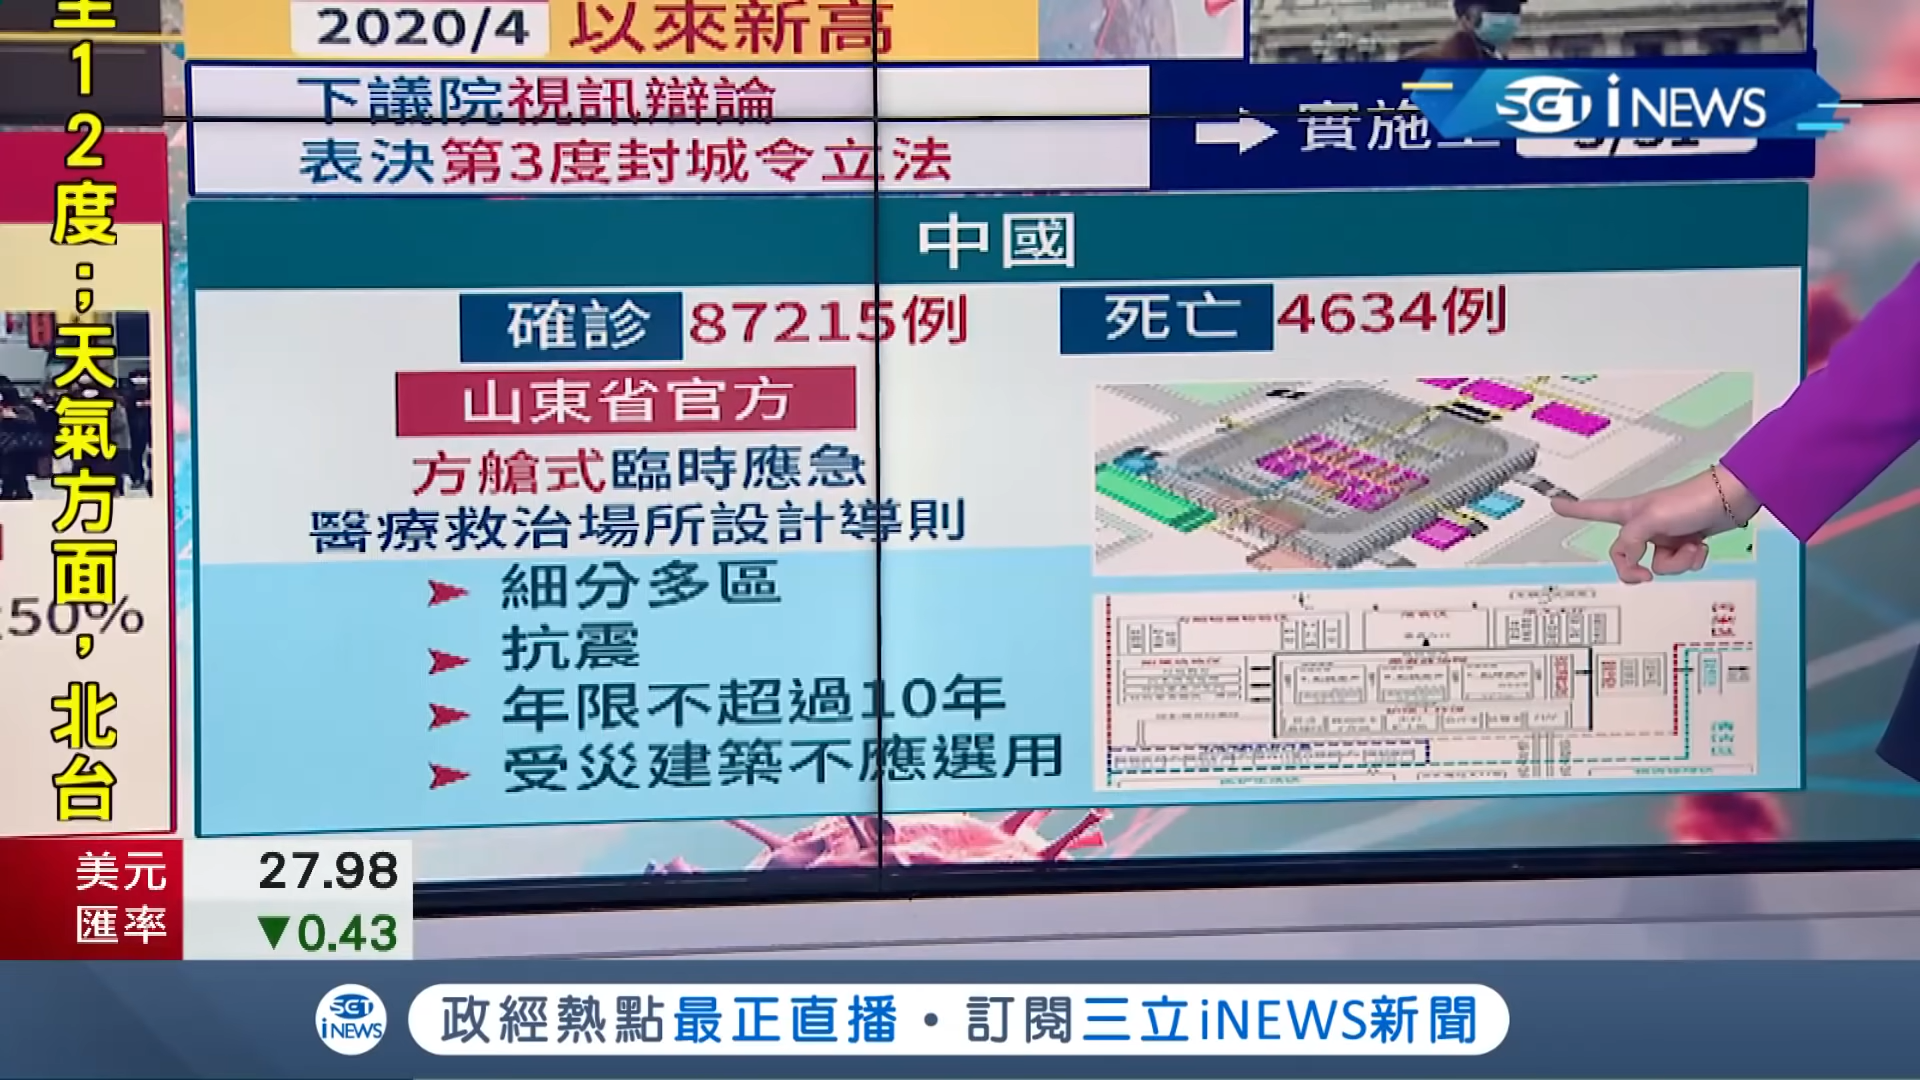 2020/4 以來新高
下議院視訊辯論
表決第3度封城令立法
實施至
SET iNEWS
中國
確診 87215例
死亡 4634例
山東省官方
方艙式臨時應急
醫療救治場所設計導則
細分多區
抗震
年限不超過10年
受災建築不應選用
至12度；天氣方面，北台
50%
美元
匯率
27.98
▼0.43
SET iNEWS
政經熱點最正直播・訂閱三立iNEWS新聞